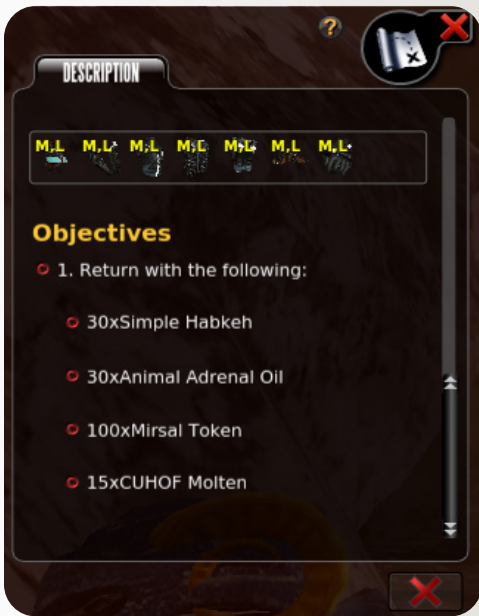 ?
DESCRIPTION
M,L M,L M,L M,L M,L M,L M,L
Objectives
1. Return with the following:
30xSimple Habkeh
30xAnimal Adrenal Oil
100xMirsal Token
15xCUHOF Molten